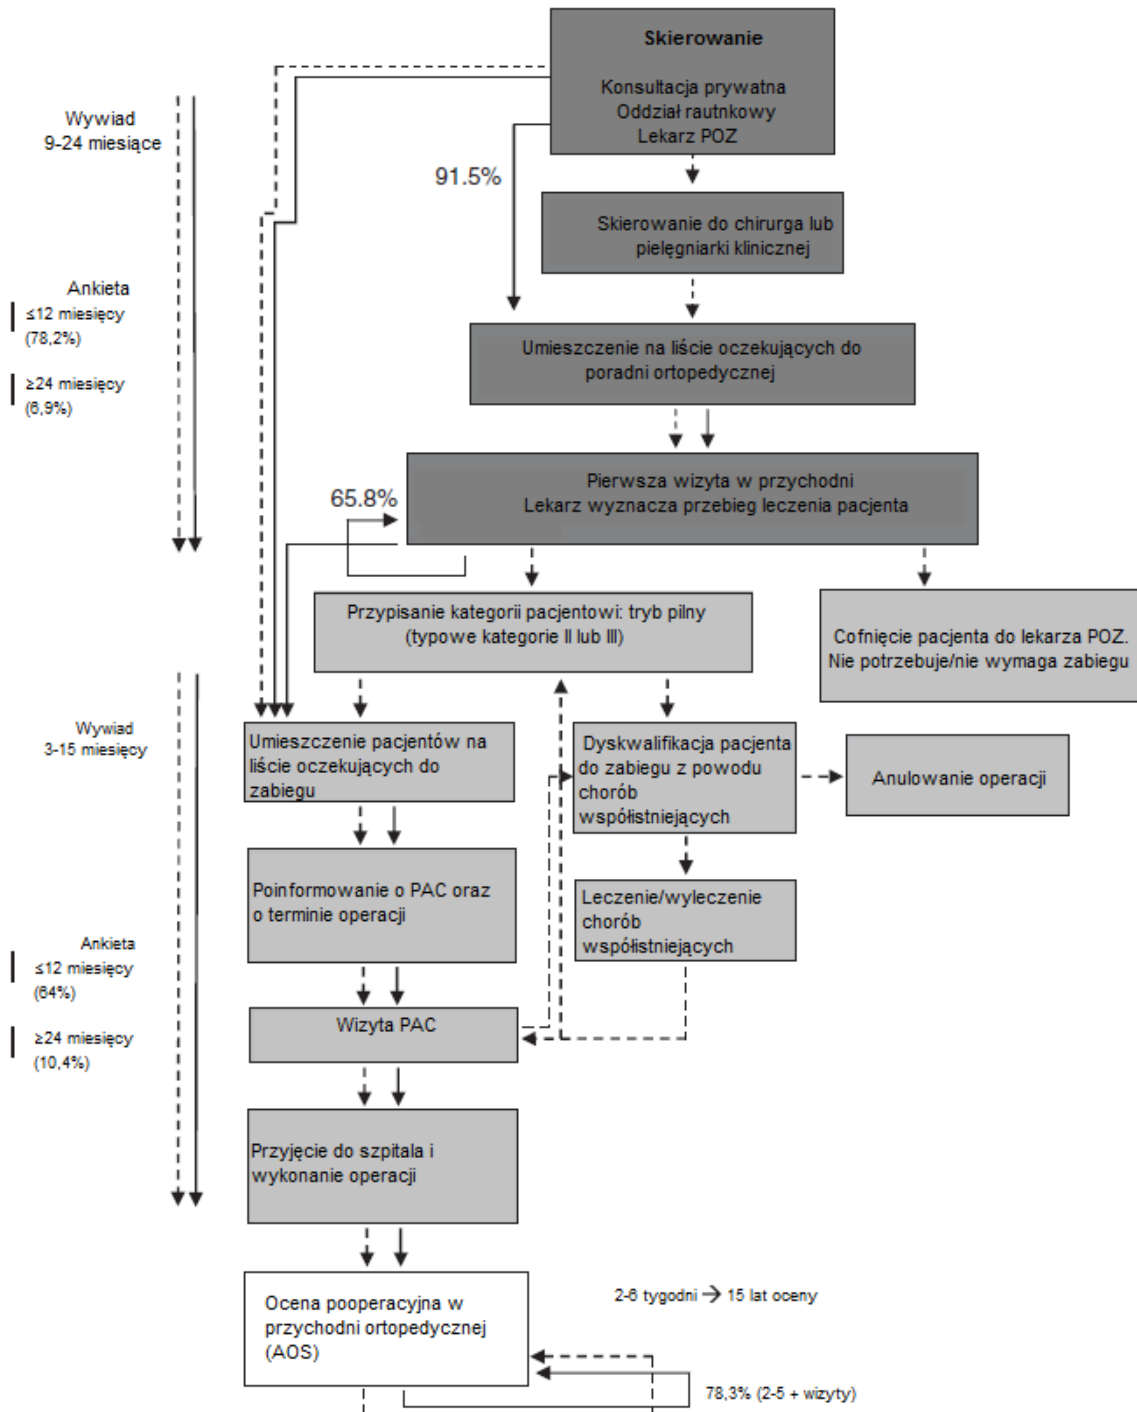 Skierowanie
Konsultacja prywatna
Oddział rautnkowy
Lekarz POZ
Wywiad
9-24 miesiące
91.5%
Skierowanie do chirurga lub
pielęgniarki klinicznej
Ankieta
≤12 miesięcy
(78,2%)
≥24 miesięcy
(6,9%)
Umieszczenie na liście oczekujących do
poradni ortopedycznej
Pierwsza wizyta w przychodni
Lekarz wyznacza przebieg leczenia pacjenta
65.8%
Przypisanie kategorii pacjentowi: tryb pilny
(typowe kategorie II lub III)
Cofnięcie pacjenta do lekarza POZ.
Nie potrzebuje/nie wymaga zabiegu
Wywiad
3-15 miesięcy
Umieszczenie pacjentów na
liście oczekujących do
zabiegu
Dyskwalifikacja pacjenta
do zabiegu z powodu
chorób
współistniejących
Anulowanie operacji
Poinformowanie o PAC oraz
o terminie operacji
Leczenie/wyleczenie
chorób
współistniejących
Ankieta
≤12 miesięcy
(64%)
≥24 miesięcy
(10,4%)
Wizyta PAC
Przyjęcie do szpitala i
wykonanie operacji
Ocena pooperacyjna w
przychodni ortopedycznej
(AOS)
2-6 tygodni → 15 lat oceny
78,3% (2-5 + wizyty)